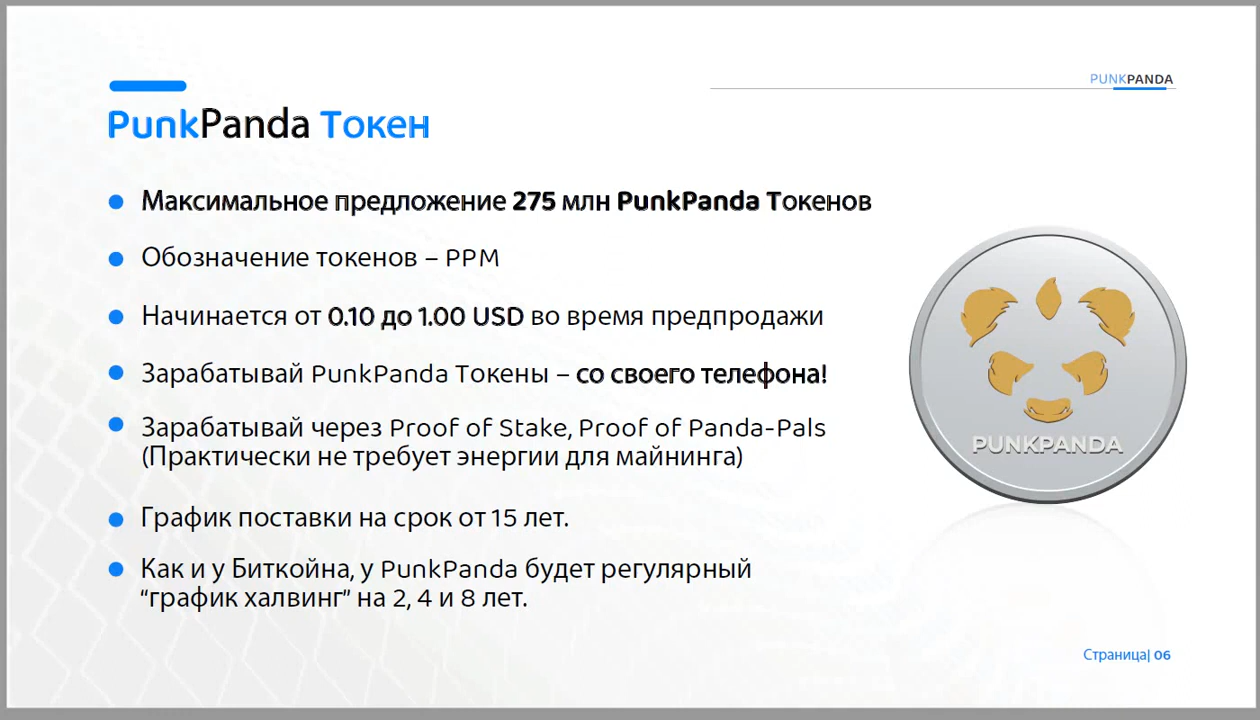 PUNKPANDA
PunkPanda Токен
Максимальное предложение 275 млн PunkPanda Токенов
Обозначение токенов – PPM
Начинается от 0.10 до 1.00 USD во время предпродажи
Зарабатывай PunkPanda Токены – со своего телефона!
Зарабатывай через Proof of Stake, Proof of Panda-Pals
(Практически не требует энергии для майнинга)
График поставки на срок от 15 лет.
Как и у Биткойна, у PunkPanda будет регулярный
“график халвинг” на 2, 4 и 8 лет.
PUNKPANDA
Страница| 06